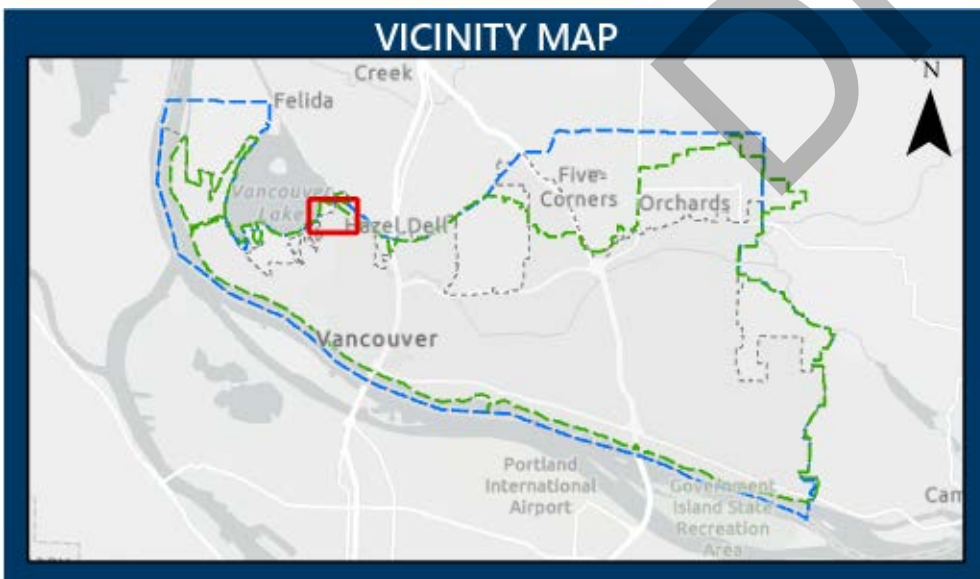 VICINITY MAP
Creek
N
Felida
Vancouver
Lake
Five
Corners
Orchards
Hazel Dell
Vancouver
Portland
International
Airport
Government
Island State
Recreation
Area
Cam